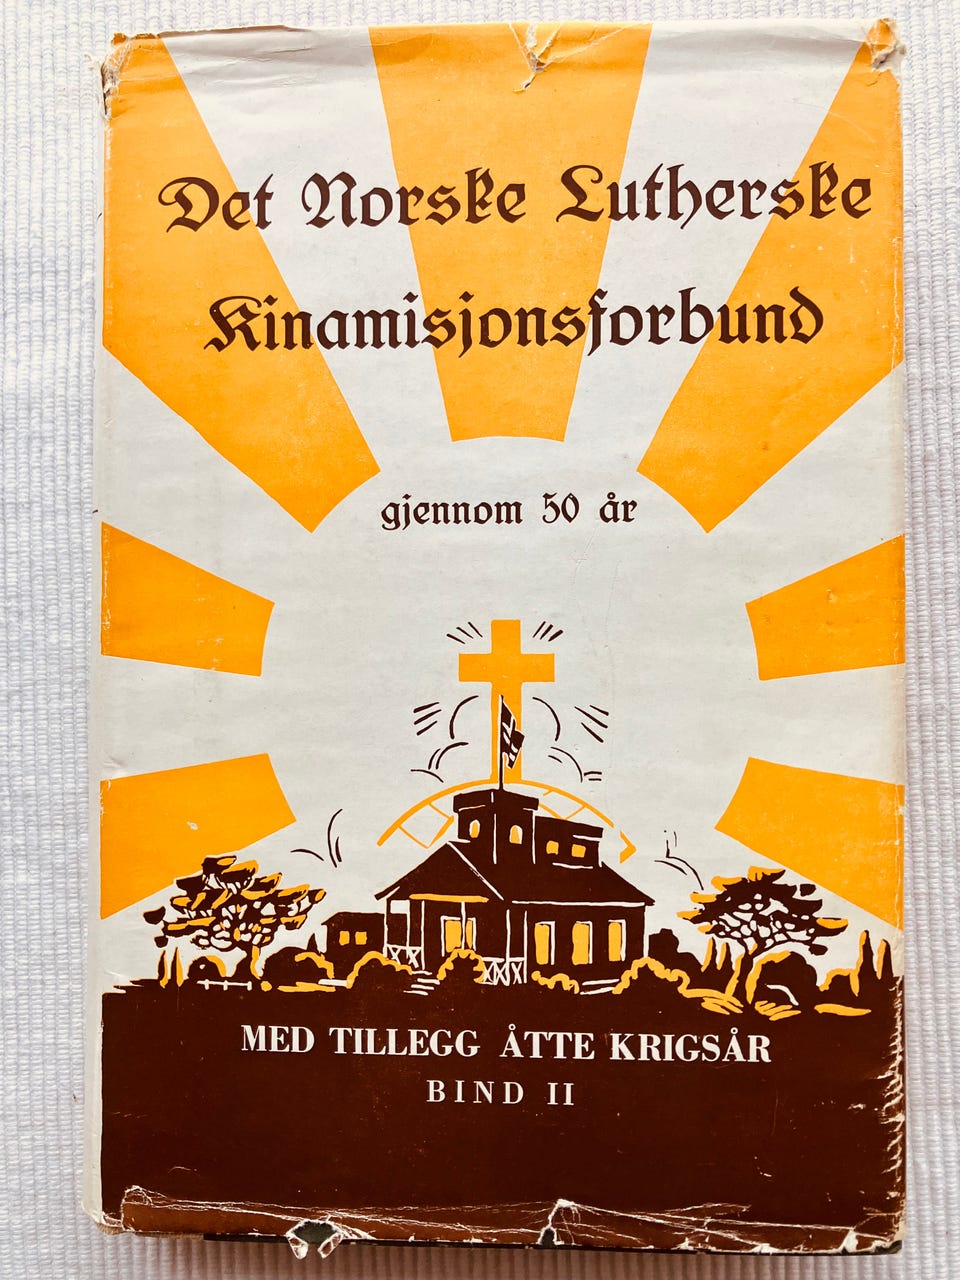 Det Norske Lutherske
Kinamisjonsforbund
gjennom 50 år
MED TILLEGG ÅTTE KRIGSÅR
BIND II